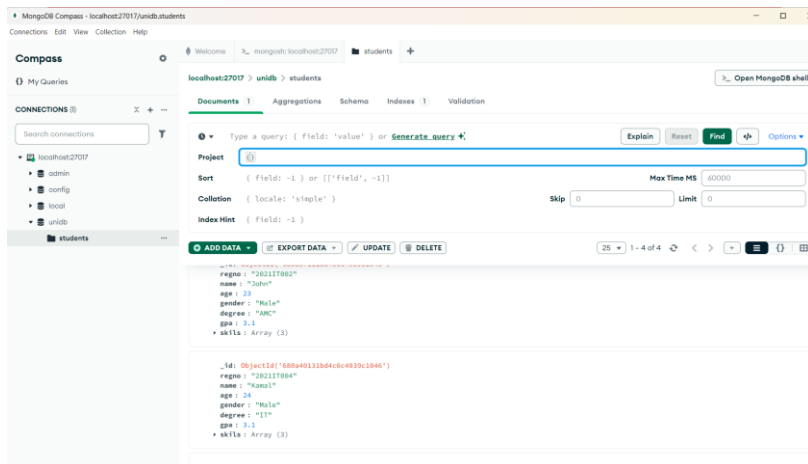 MongoDB Compass - localhost:27017/unidb.students
Connections Edit View Collection Help
Compass
{} My Queries
CONNECTIONS (1)
Search connections
localhost:27017
admin
config
local
unidb
students
Welcome
>_ mongosh: localhost:27017
students
localhost:27017 > unidb > students
>_ Open MongoDB shell
Documents 1 Aggregations Schema Indexes 1 Validation
Type a query: { field: 'value' } or Generate query
Explain Reset Find </> Options
Project {}
Sort { field: -1 } or [['field', -1]] Max Time MS 60000
Collation { locale: 'simple' } Skip 0 Limit 0
Index Hint { field: -1 }
ADD DATA EXPORT DATA UPDATE DELETE 25 1 - 4 of 4
regno : "2021IT002"
name : "John"
age : 23
gender : "Male"
degree : "AMC"
gpa : 3.1
skils : Array (3)
_id: ObjectId('680a40131bd4c6c4839c1046')
regno : "2021IT004"
name : "Kamal"
age : 24
gender : "Male"
degree : "IT"
gpa : 3.1
skils : Array (3)